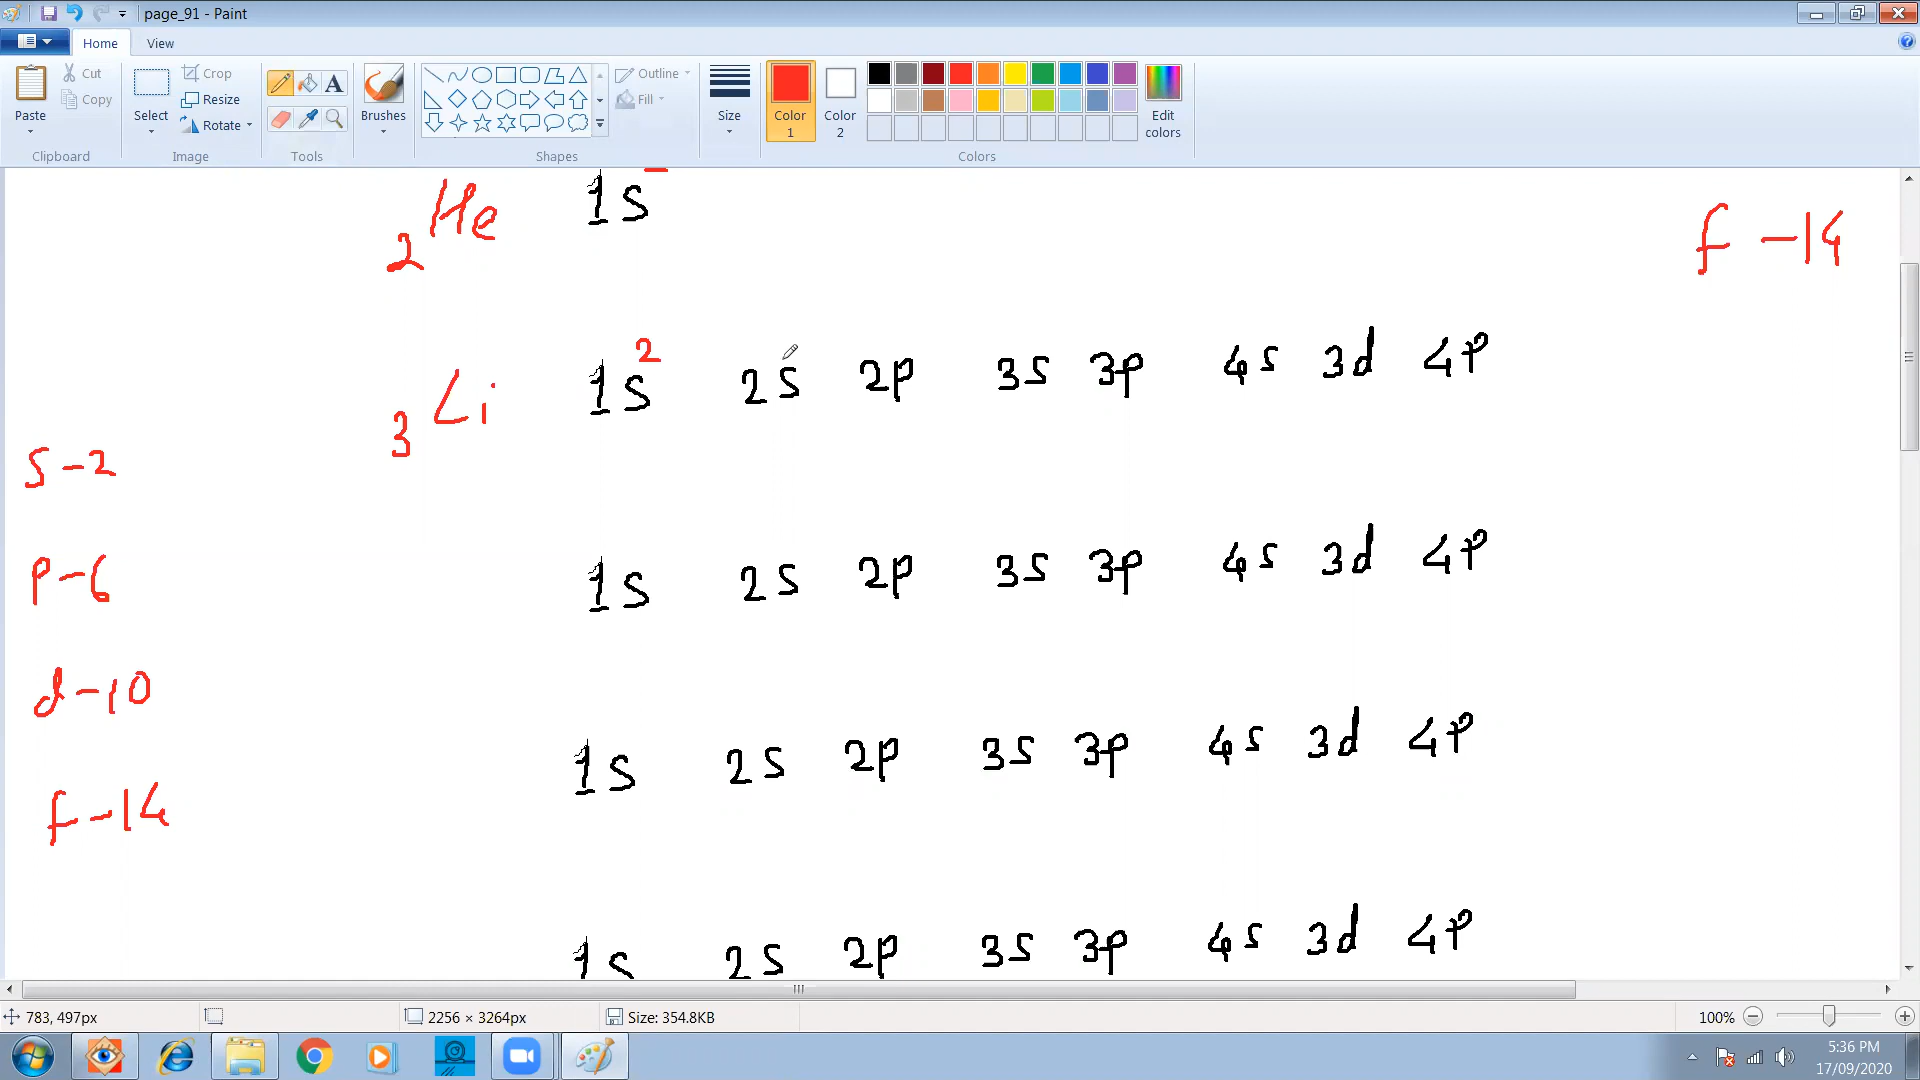 page_91 - Paint
Home View
Paste
Cut
Copy
Clipboard
Select
Crop
Resize
Rotate
Image
Tools
Brushes
Shapes
Outline
Fill
Size
Color 1
Color 2
Colors
Edit colors
2 He 1s
f - 14
3 Li 1s² 2s 2p 3s 3p 4s 3d 4p
s - 2
1s 2s 2p 3s 3p 4s 3d 4p
p - 6
d - 10
1s 2s 2p 3s 3p 4s 3d 4p
f - 14
1s 2s 2p 3s 3p 4s 3d 4p
783, 497px
2256 × 3264px
Size: 354.8KB
100%
5:36 PM
17/09/2020